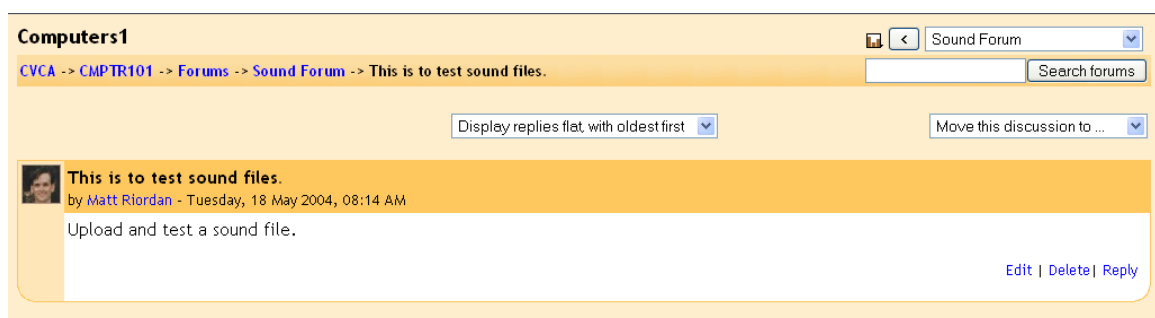 Computers1
< Sound Forum
CVCA -> CMPTR101 -> Forums -> Sound Forum -> This is to test sound files.
Search forums
Display replies flat, with oldest first
Move this discussion to ...
This is to test sound files.
by Matt Riordan - Tuesday, 18 May 2004, 08:14 AM
Upload and test a sound file.
Edit | Delete| Reply